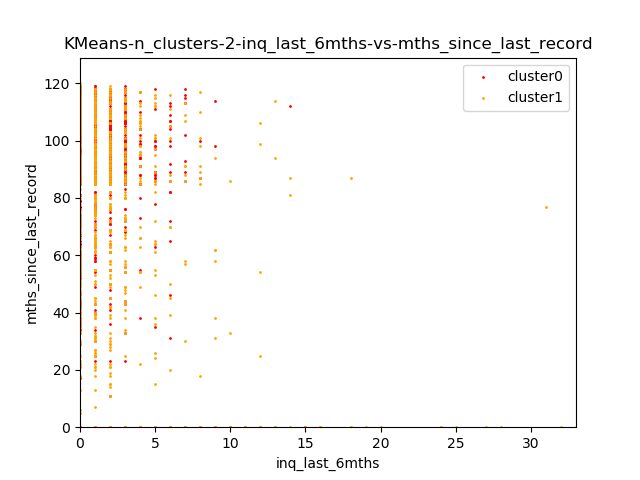 KMeans-n_clusters-2-inq_last_6mths-vs-mths_since_last_record
cluster0
cluster1
120
100
80
60
40
20
0
0 5 10 15 20 25 30
mths_since_last_record
inq_last_6mths